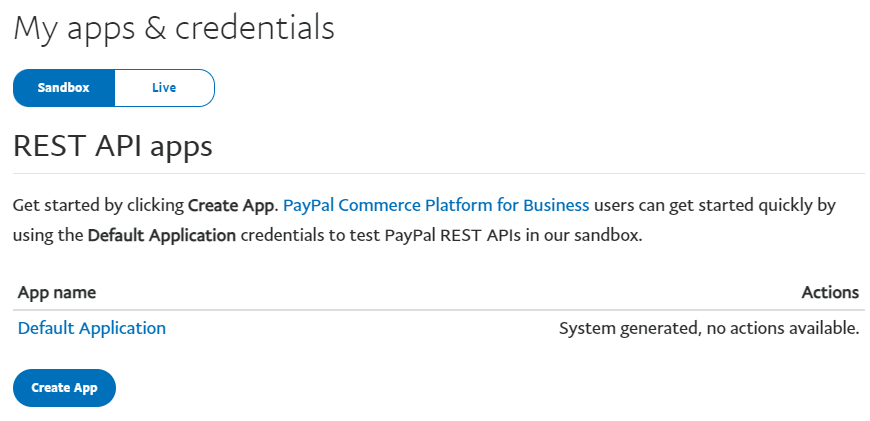 My apps & credentials
Sandbox Live
REST API apps
Get started by clicking Create App. PayPal Commerce Platform for Business users can get started quickly by
using the Default Application credentials to test PayPal REST APIs in our sandbox.
App name Actions
Default Application System generated, no actions available.
Create App